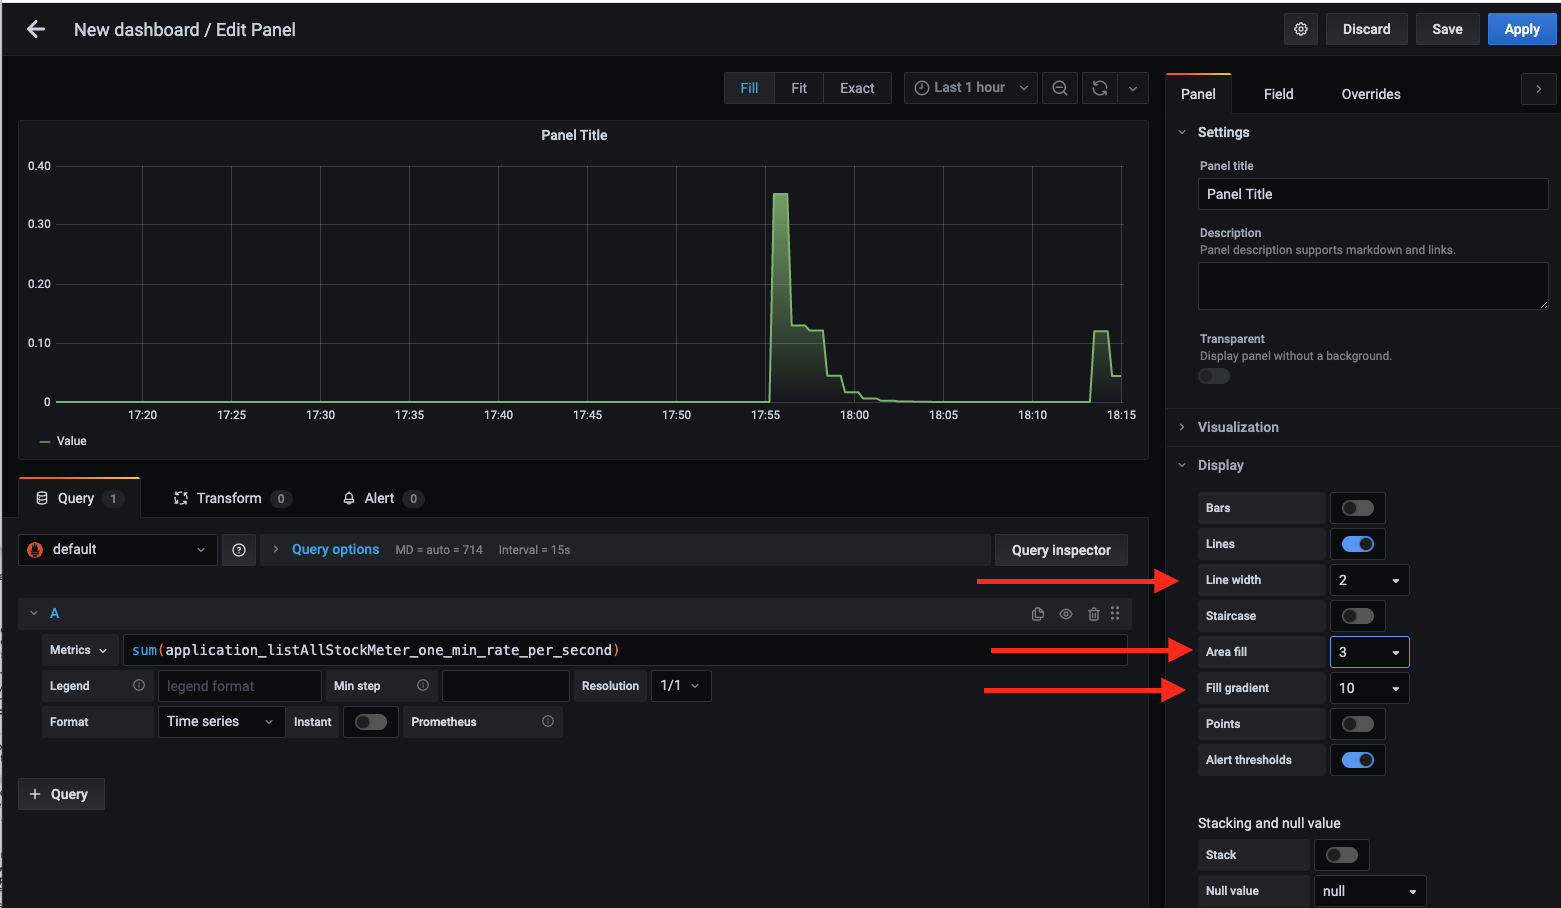 New dashboard / Edit Panel
Discard
Save
Apply
Fill
Fit
Exact
Last 1 hour
Panel
Field
Overrides
Panel Title
0.40
0.30
0.20
0.10
0
17:20
17:25
17:30
17:35
17:40
17:45
17:50
17:55
18:00
18:05
18:10
18:15
Value
Query 1
Transform 0
Alert 0
default
Query options
MD = auto = 714
Interval = 15s
Query inspector
A
Metrics
sum(application_listAllStockMeter_one_min_rate_per_second)
Legend
legend format
Min step
Resolution
1/1
Format
Time series
Instant
Prometheus
+ Query
Settings
Panel title
Panel Title
Description
Panel description supports markdown and links.
Transparent
Display panel without a background.
Visualization
Display
Bars
Lines
Line width
2
Staircase
Area fill
3
Fill gradient
10
Points
Alert thresholds
Stacking and null value
Stack
Null value
null